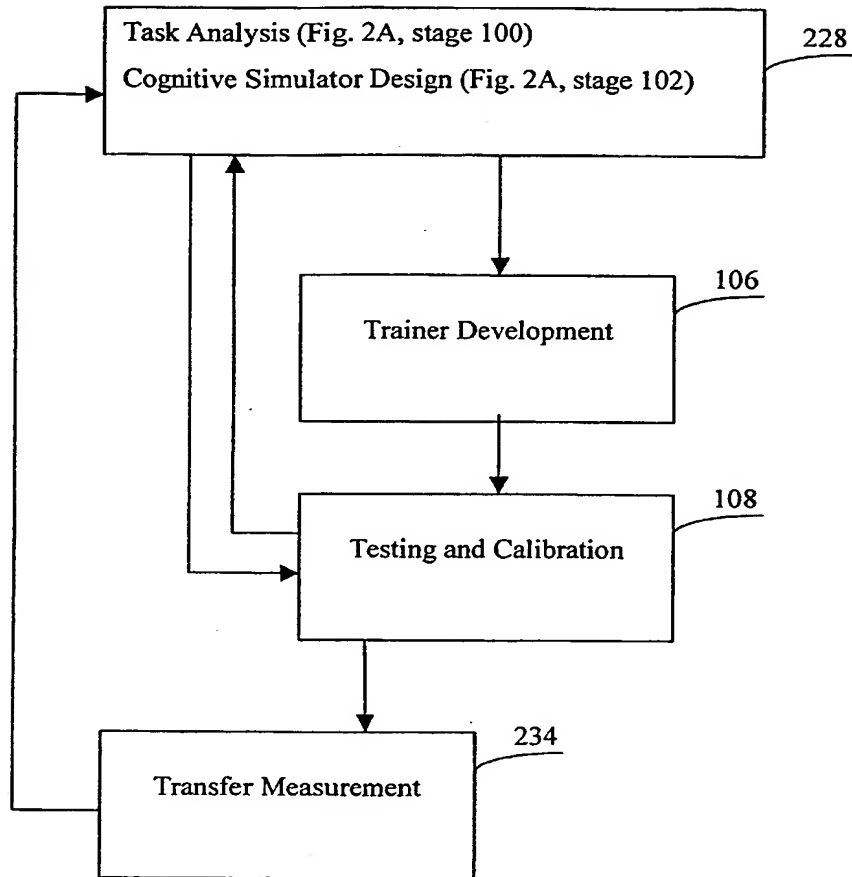 Task Analysis (Fig. 2A, stage 100)
228
Cognitive Simulator Design (Fig. 2A, stage 102)
106
Trainer Development
108
Testing and Calibration
234
Transfer Measurement